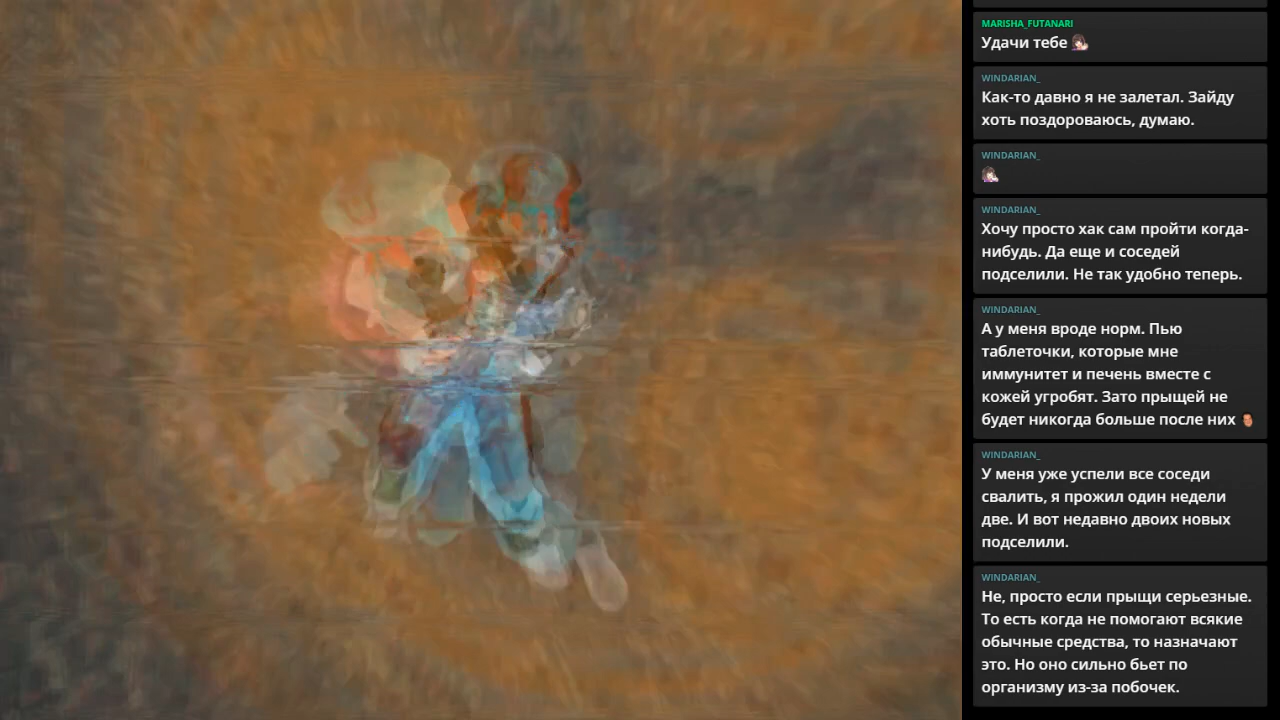 MARISHA_FUTANARI
Удачи тебе
WINDARIAN_
Как-то давно я не залетал. Зайду
хоть поздороваюсь, думаю.
WINDARIAN_
WINDARIAN_
Хочу просто хак сам пройти когда-
нибудь. Да еще и соседей
подселили. Не так удобно теперь.
WINDARIAN_
А у меня вроде норм. Пью
таблеточки, которые мне
иммунитет и печень вместе с
кожей угробят. Зато прыщей не
будет никогда больше после них
WINDARIAN_
У меня уже успели все соседи
свалить, я прожил один недели
две. И вот недавно двоих новых
подселили.
WINDARIAN_
Не, просто если прыщи серьезные.
То есть когда не помогают всякие
обычные средства, то назначают
это. Но оно сильно бьет по
организму из-за побочек.